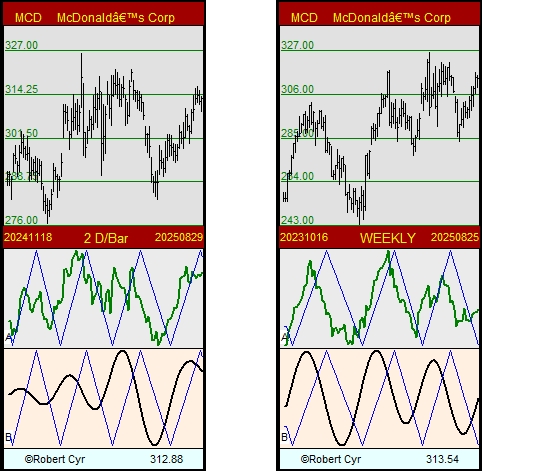 MCD McDonaldâ€™s Corp
327.00
314.25
301.50
276.00
20241118 2 D/Bar 20250829
A
B
©Robert Cyr 312.88
MCD McDonaldâ€™s Corp
327.00
306.00
285.00
264.00
243.00
20231016 WEEKLY 20250825
A
B
©Robert Cyr 313.54